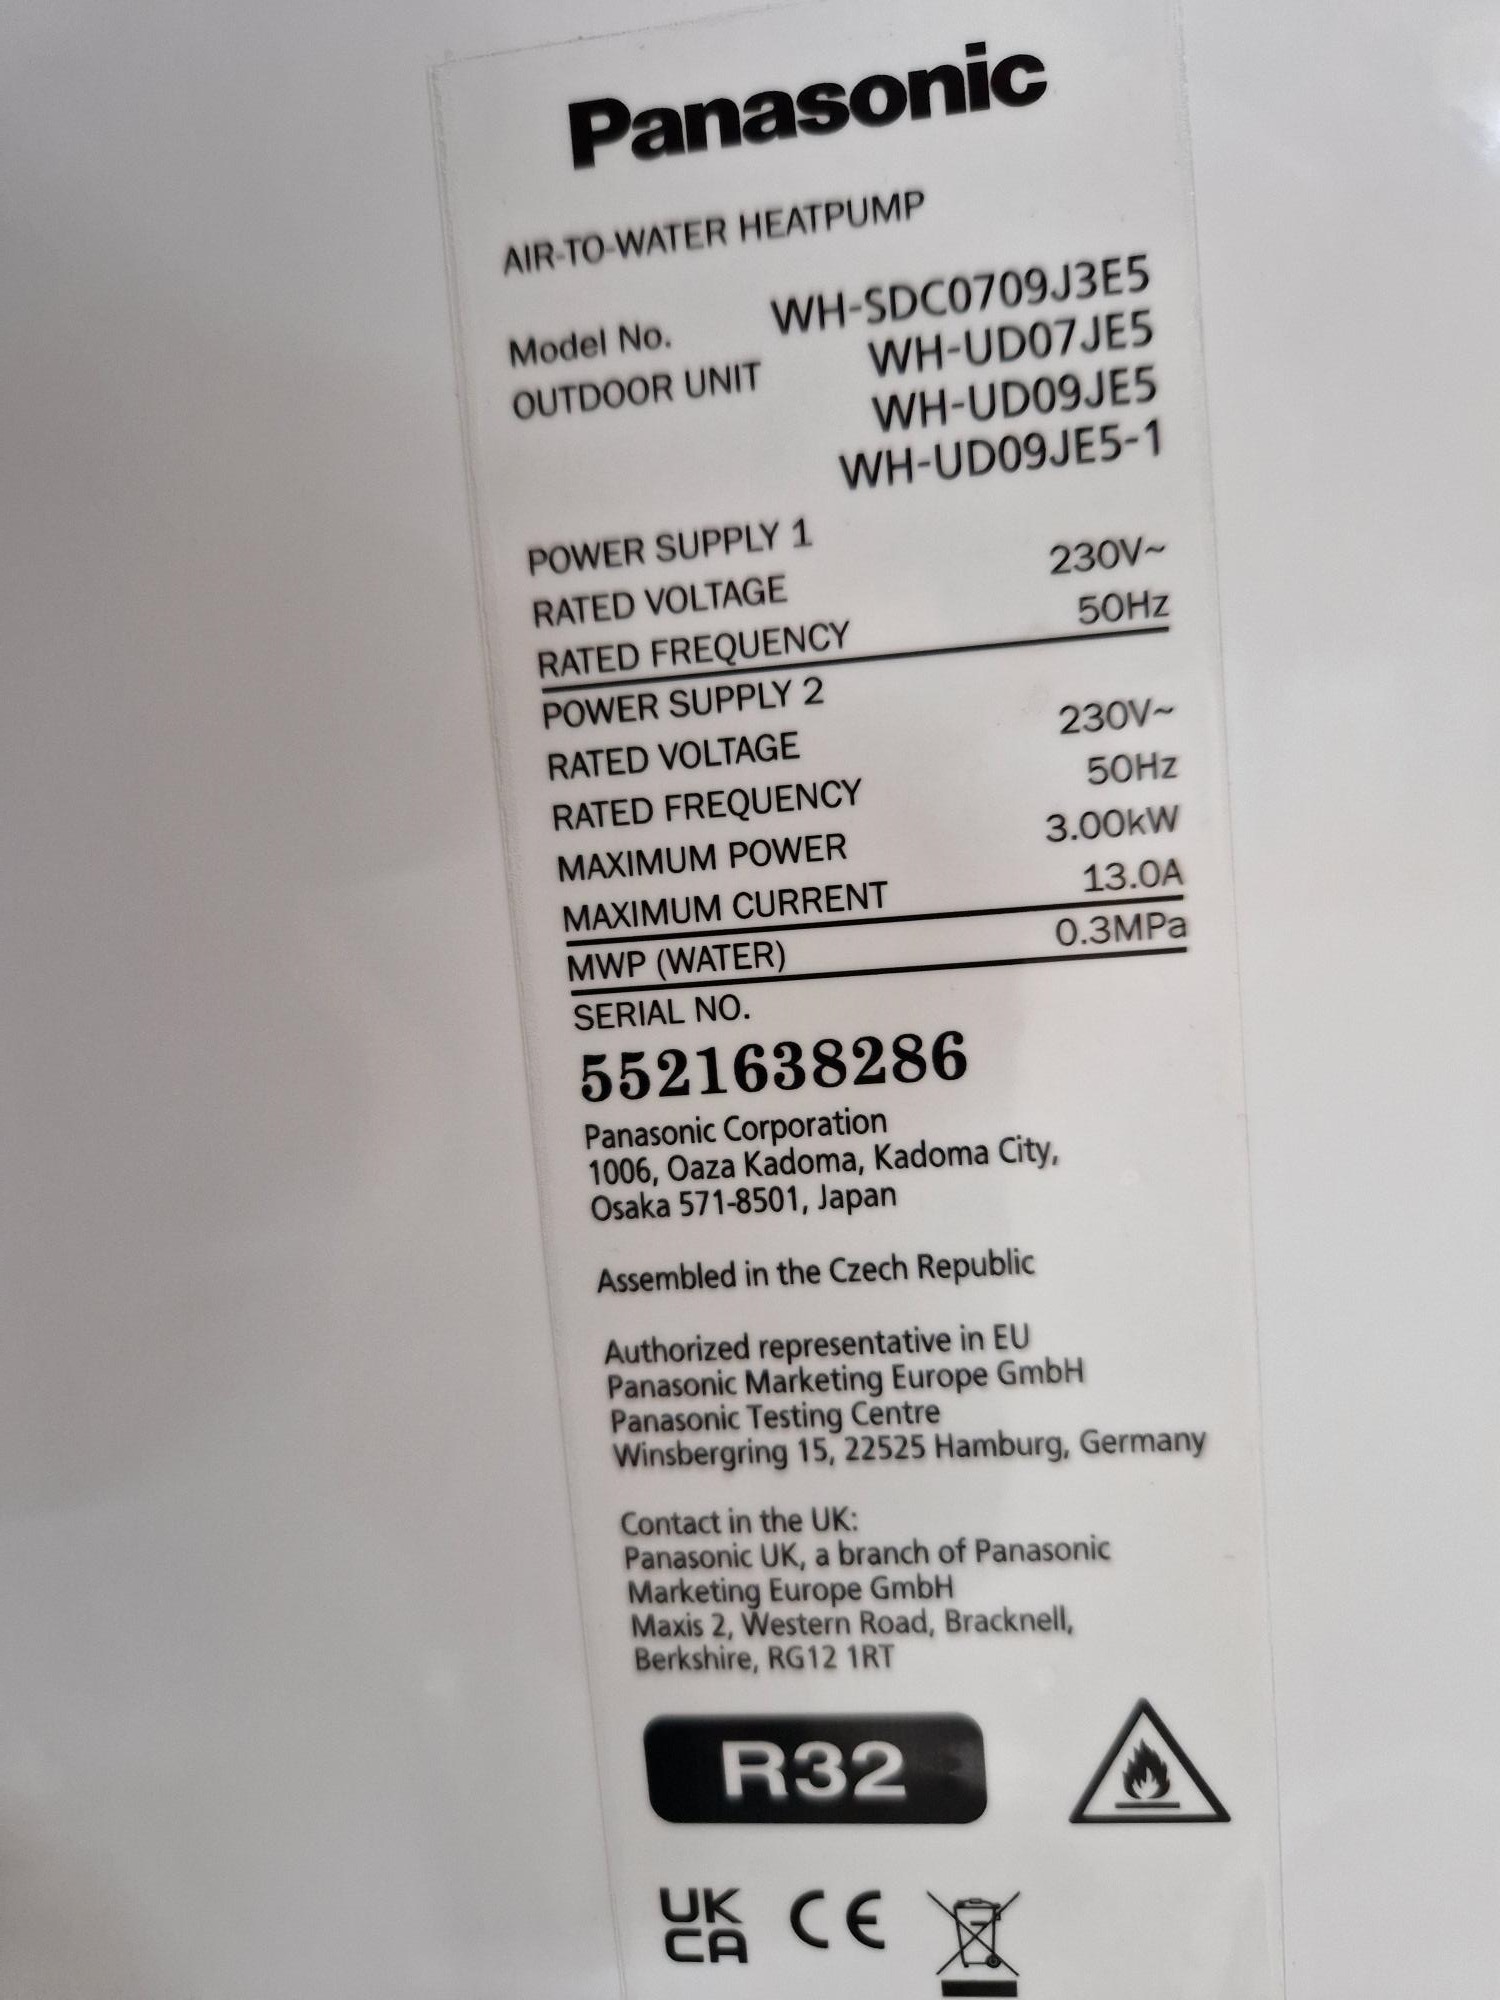 Panasonic
AIR-TO-WATER HEATPUMP
Model No. WH-SDC0709J3E5
OUTDOOR UNIT WH-UD07JE5
WH-UD09JE5
WH-UD09JE5-1
POWER SUPPLY 1
RATED VOLTAGE 230V~
RATED FREQUENCY 50Hz
POWER SUPPLY 2
RATED VOLTAGE 230V~
RATED FREQUENCY 50Hz
MAXIMUM POWER 3.00kW
MAXIMUM CURRENT 13.0A
MWP (WATER) 0.3MPa
SERIAL NO.
5521638286
Panasonic Corporation
1006, Oaza Kadoma, Kadoma City,
Osaka 571-8501, Japan
Assembled in the Czech Republic
Authorized representative in EU
Panasonic Marketing Europe GmbH
Panasonic Testing Centre
Winsbergring 15, 22525 Hamburg, Germany
Contact in the UK:
Panasonic UK, a branch of Panasonic
Marketing Europe GmbH
Maxis 2, Western Road, Bracknell,
Berkshire, RG12 1RT
R32
UK CE
CA